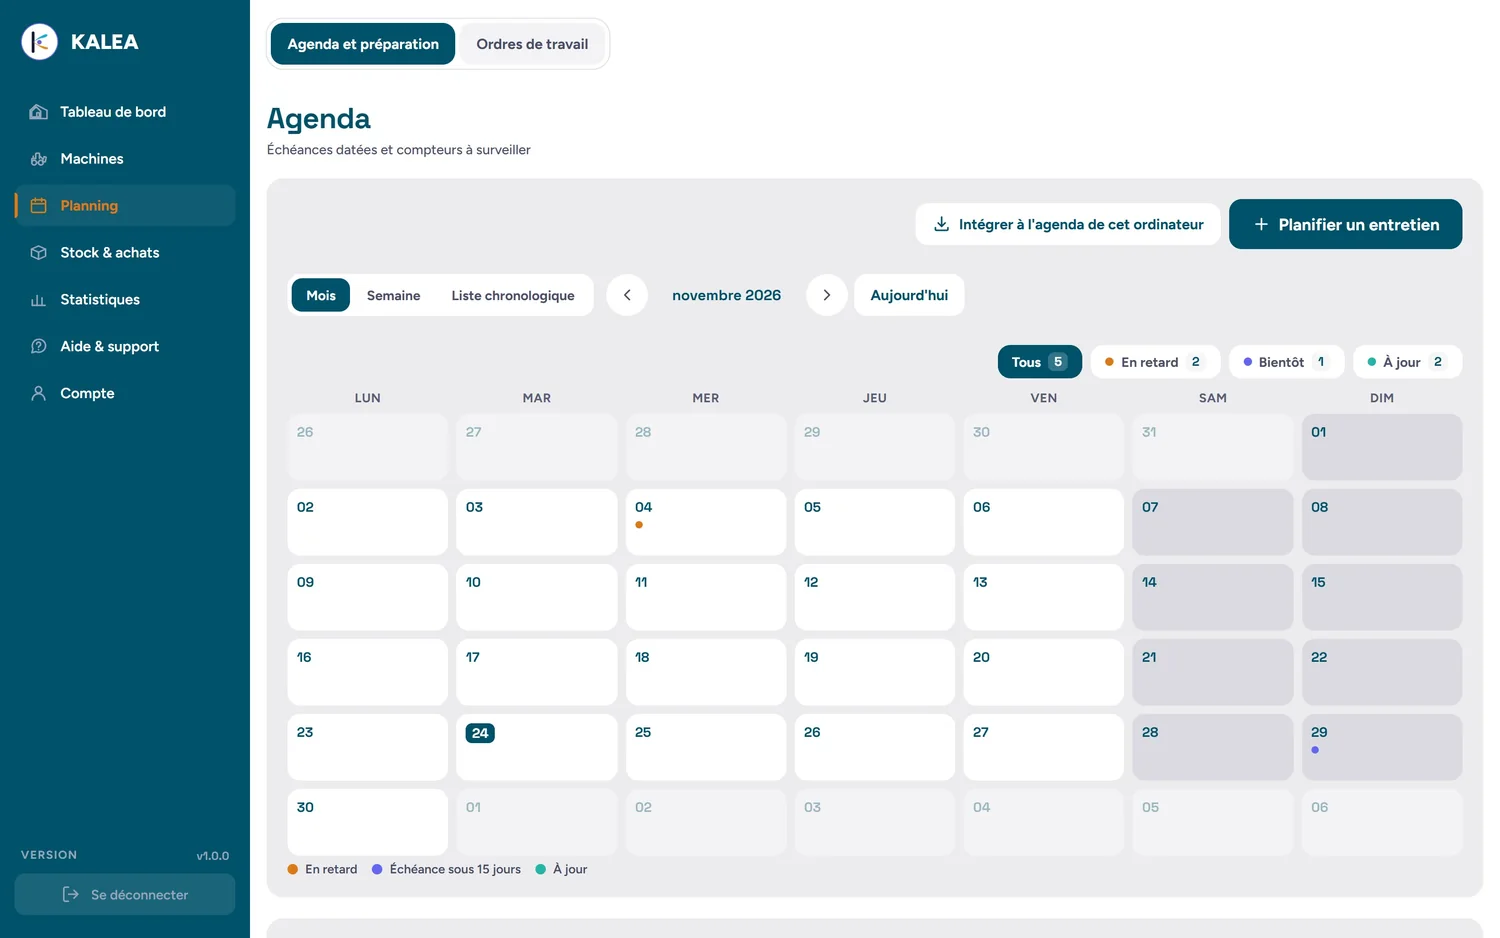 KALEA
Tableau de bord
Machines
Planning
Stock & achats
Statistiques
Aide & support
Compte
VERSION v1.0.0
Se déconnecter
Agenda et préparation Ordres de travail
Agenda
Échéances datées et compteurs à surveiller
Intégrer à l'agenda de cet ordinateur + Planifier un entretien
Mois Semaine Liste chronologique novembre 2026 Aujourd'hui
Tous 5 En retard 2 Bientôt 1 À jour 2
LUN MAR MER JEU VEN SAM DIM
26 27 28 29 30 31 01
02 03 04 05 06 07 08
09 10 11 12 13 14 15
16 17 18 19 20 21 22
23 24 25 26 27 28 29
30 01 02 03 04 05 06
En retard Échéance sous 15 jours À jour